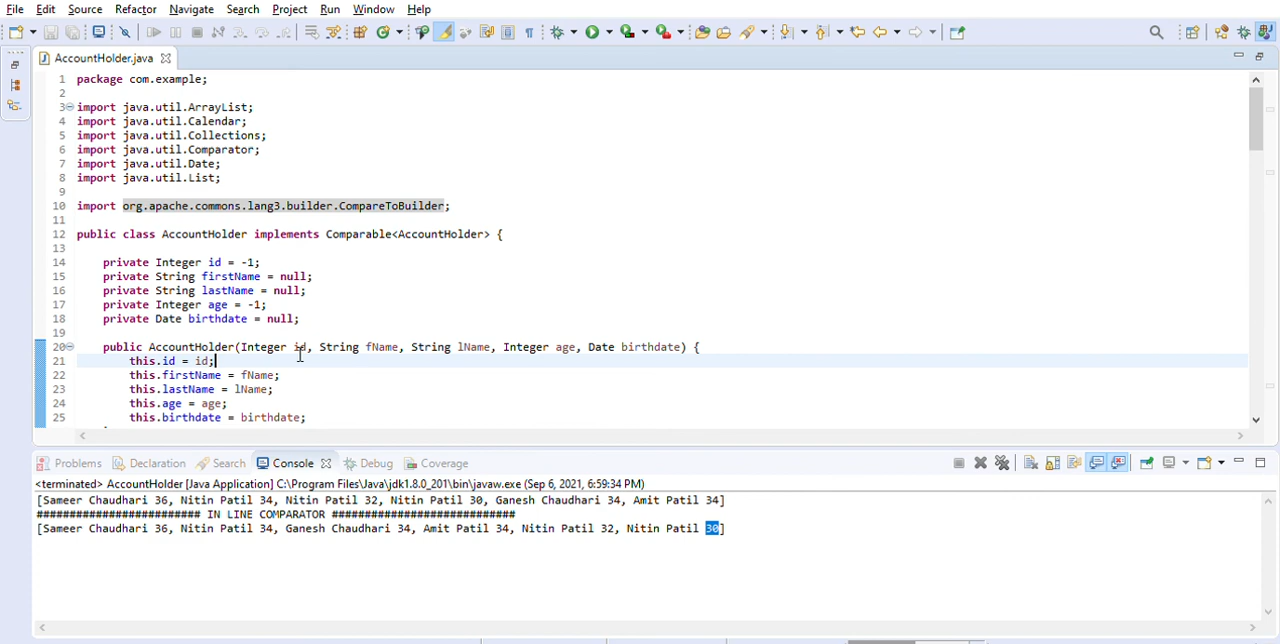 File Edit Source Refactor Navigate Search Project Run Window Help
AccountHolder.java
1 package com.example;
2
3 import java.util.ArrayList;
4 import java.util.Calendar;
5 import java.util.Collections;
6 import java.util.Comparator;
7 import java.util.Date;
8 import java.util.List;
9
10 import org.apache.commons.lang3.builder.CompareToBuilder;
11
12 public class AccountHolder implements Comparable<AccountHolder> {
13
14 private Integer id = -1;
15 private String firstName = null;
16 private String lastName = null;
17 private Integer age = -1;
18 private Date birthdate = null;
19
20 public AccountHolder(Integer id, String fName, String lName, Integer age, Date birthdate) {
21 this.id = id;
22 this.firstName = fName;
23 this.lastName = lName;
24 this.age = age;
25 this.birthdate = birthdate;
Problems Declaration Search Console Debug Coverage
<terminated> AccountHolder [Java Application] C:\Program Files\Java\jdk1.8.0_201\bin\javaw.exe (Sep 6, 2021, 6:59:34 PM)
[Sameer Chaudhari 36, Nitin Patil 34, Nitin Patil 32, Nitin Patil 30, Ganesh Chaudhari 34, Amit Patil 34]
######################### IN LINE COMPARATOR ############################
[Sameer Chaudhari 36, Nitin Patil 34, Ganesh Chaudhari 34, Amit Patil 34, Nitin Patil 32, Nitin Patil 30]